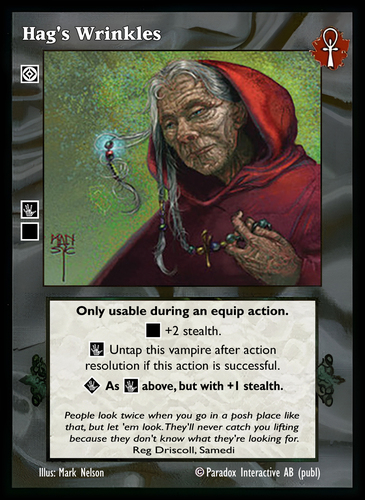 Hag's Wrinkles
Only usable during an equip action.
+2 stealth.
Untap this vampire after action
resolution if this action is successful.
As above, but with +1 stealth.
People look twice when you go in a posh place like
that, but let 'em look. They'll never catch you lifting
because they don't know what they're looking for.
Reg Driscoll, Samedi
Illus: Mark Nelson © Paradox Interactive AB (publ)